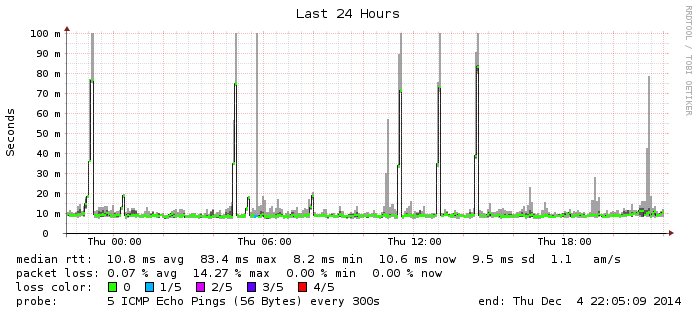 Last 24 Hours
RRDTOOL / TOBI OETIKER
Seconds
100 m
90 m
80 m
70 m
60 m
50 m
40 m
30 m
20 m
10 m
0
Thu 00:00 Thu 06:00 Thu 12:00 Thu 18:00
median rtt: 10.8 ms avg 83.4 ms max 8.2 ms min 10.6 ms now 9.5 ms sd 1.1 am/s
packet loss: 0.07 % avg 14.27 % max 0.00 % min 0.00 % now
loss color: 0 1/5 2/5 3/5 4/5
probe: 5 ICMP Echo Pings (56 Bytes) every 300s end: Thu Dec 4 22:05:09 2014